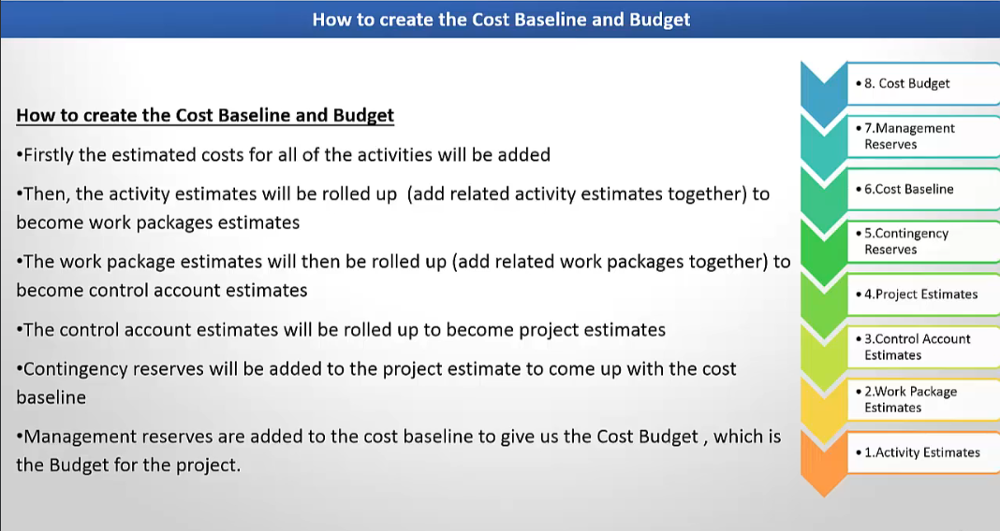 How to create the Cost Baseline and Budget
How to create the Cost Baseline and Budget
•Firstly the estimated costs for all of the activities will be added
•Then, the activity estimates will be rolled up  (add related activity estimates together) to
become work packages estimates
•The work package estimates will then be rolled up (add related work packages together) to
become control account estimates
•The control account estimates will be rolled up to become project estimates
•Contingency reserves will be added to the project estimate to come up with the cost
baseline
•Management reserves are added to the cost baseline to give us the Cost Budget , which is
the Budget for the project.
• 8. Cost Budget
• 7.Management
Reserves
• 6.Cost Baseline
• 5.Contingency
Reserves
• 4.Project Estimates
• 3.Control Account
Estimates
• 2.Work Package
Estimates
• 1.Activity Estimates